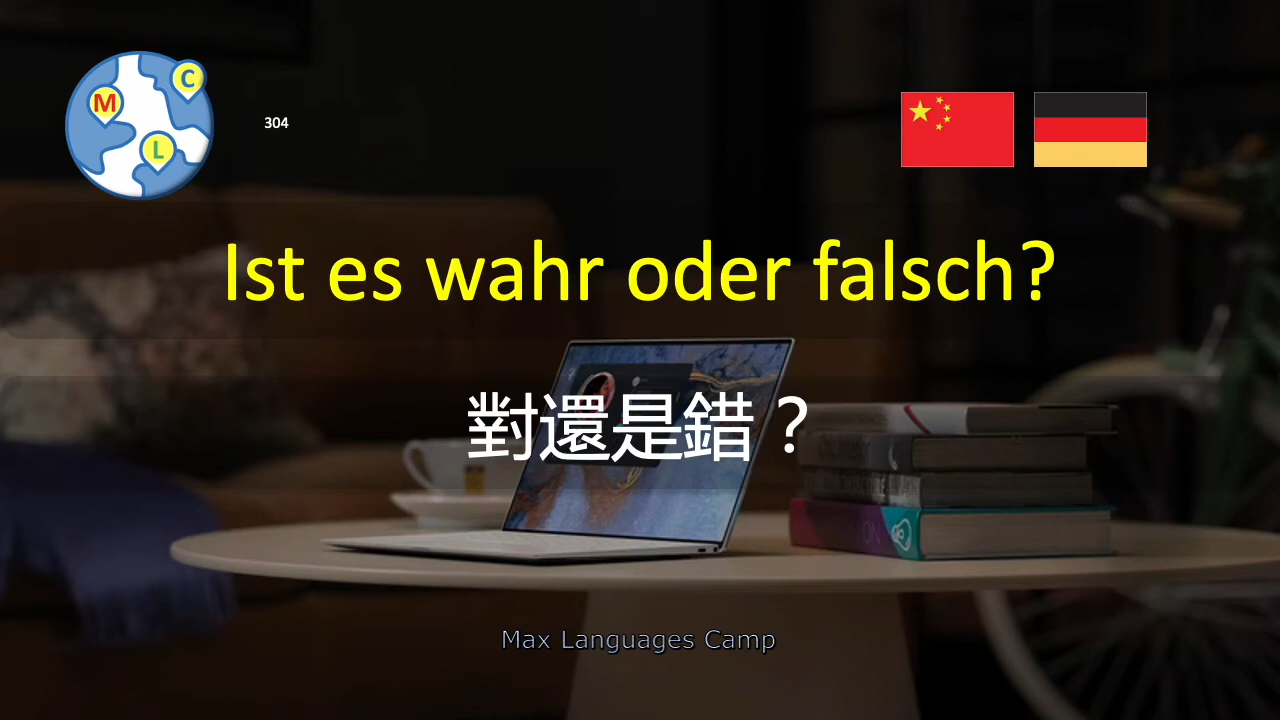 M
C
L
304
Ist es wahr oder falsch?
對還是錯？
Max Languages Camp